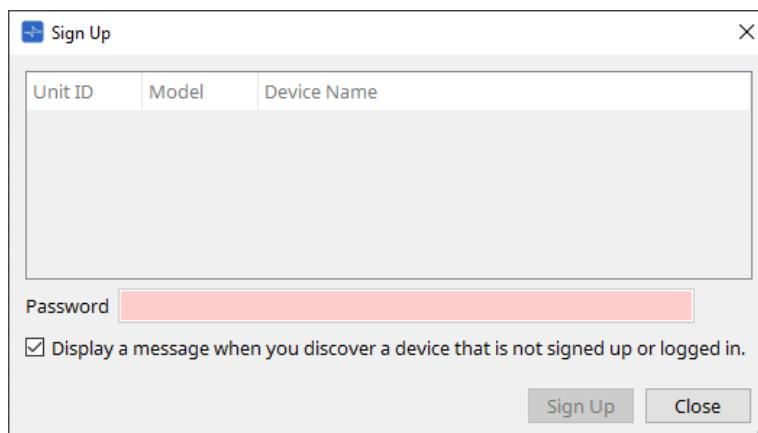 Sign Up
Unit ID Model Device Name
Password
Display a message when you discover a device that is not signed up or logged in.
Sign Up Close